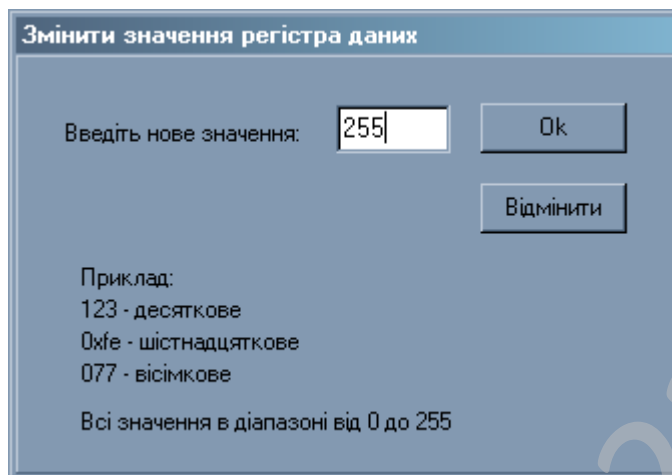 Змінити значення регістра даних
Введіть нове значення: 255 Ok
Відмінити
Приклад:
123 - десяткове
0xfe - шістнадцяткове
077 - вісімкове
Всі значення в діапазоні від 0 до 255